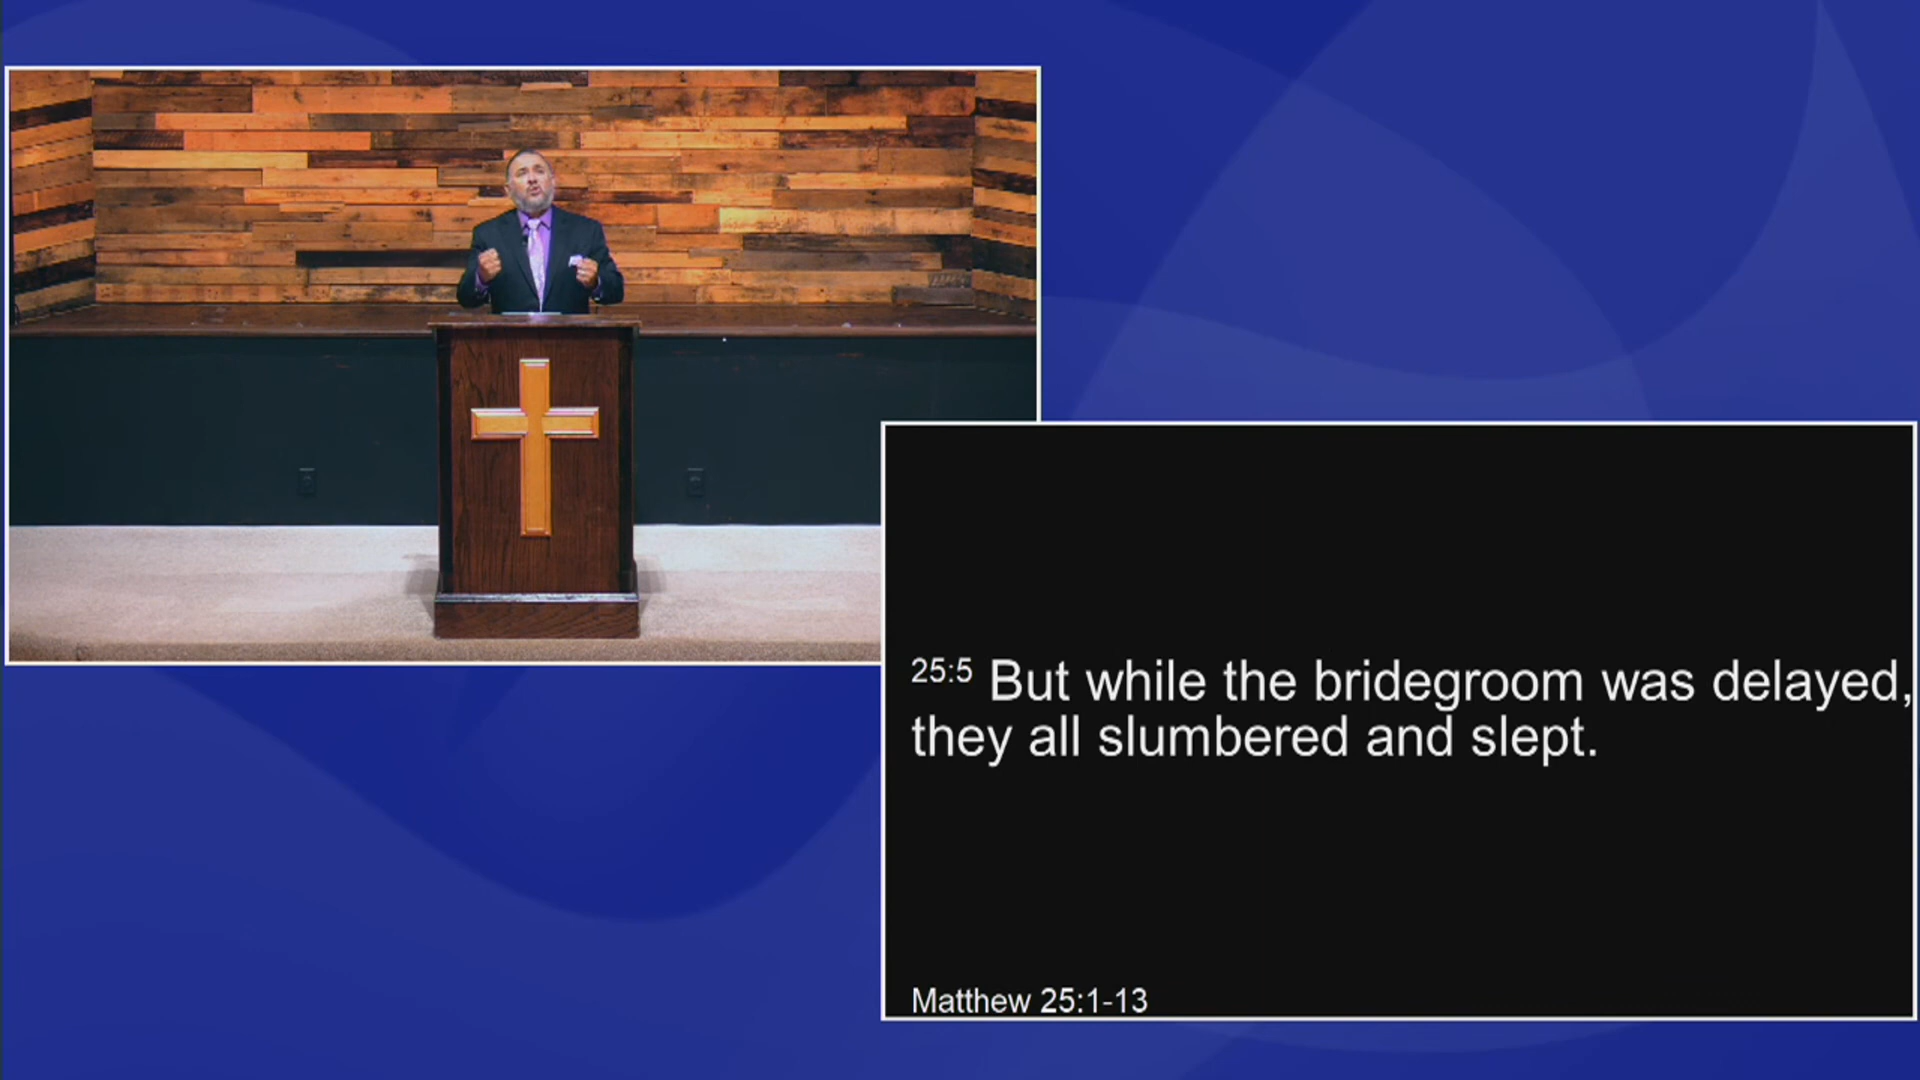 25:5 But while the bridegroom was delayed,
they all slumbered and slept.
Matthew 25:1-13